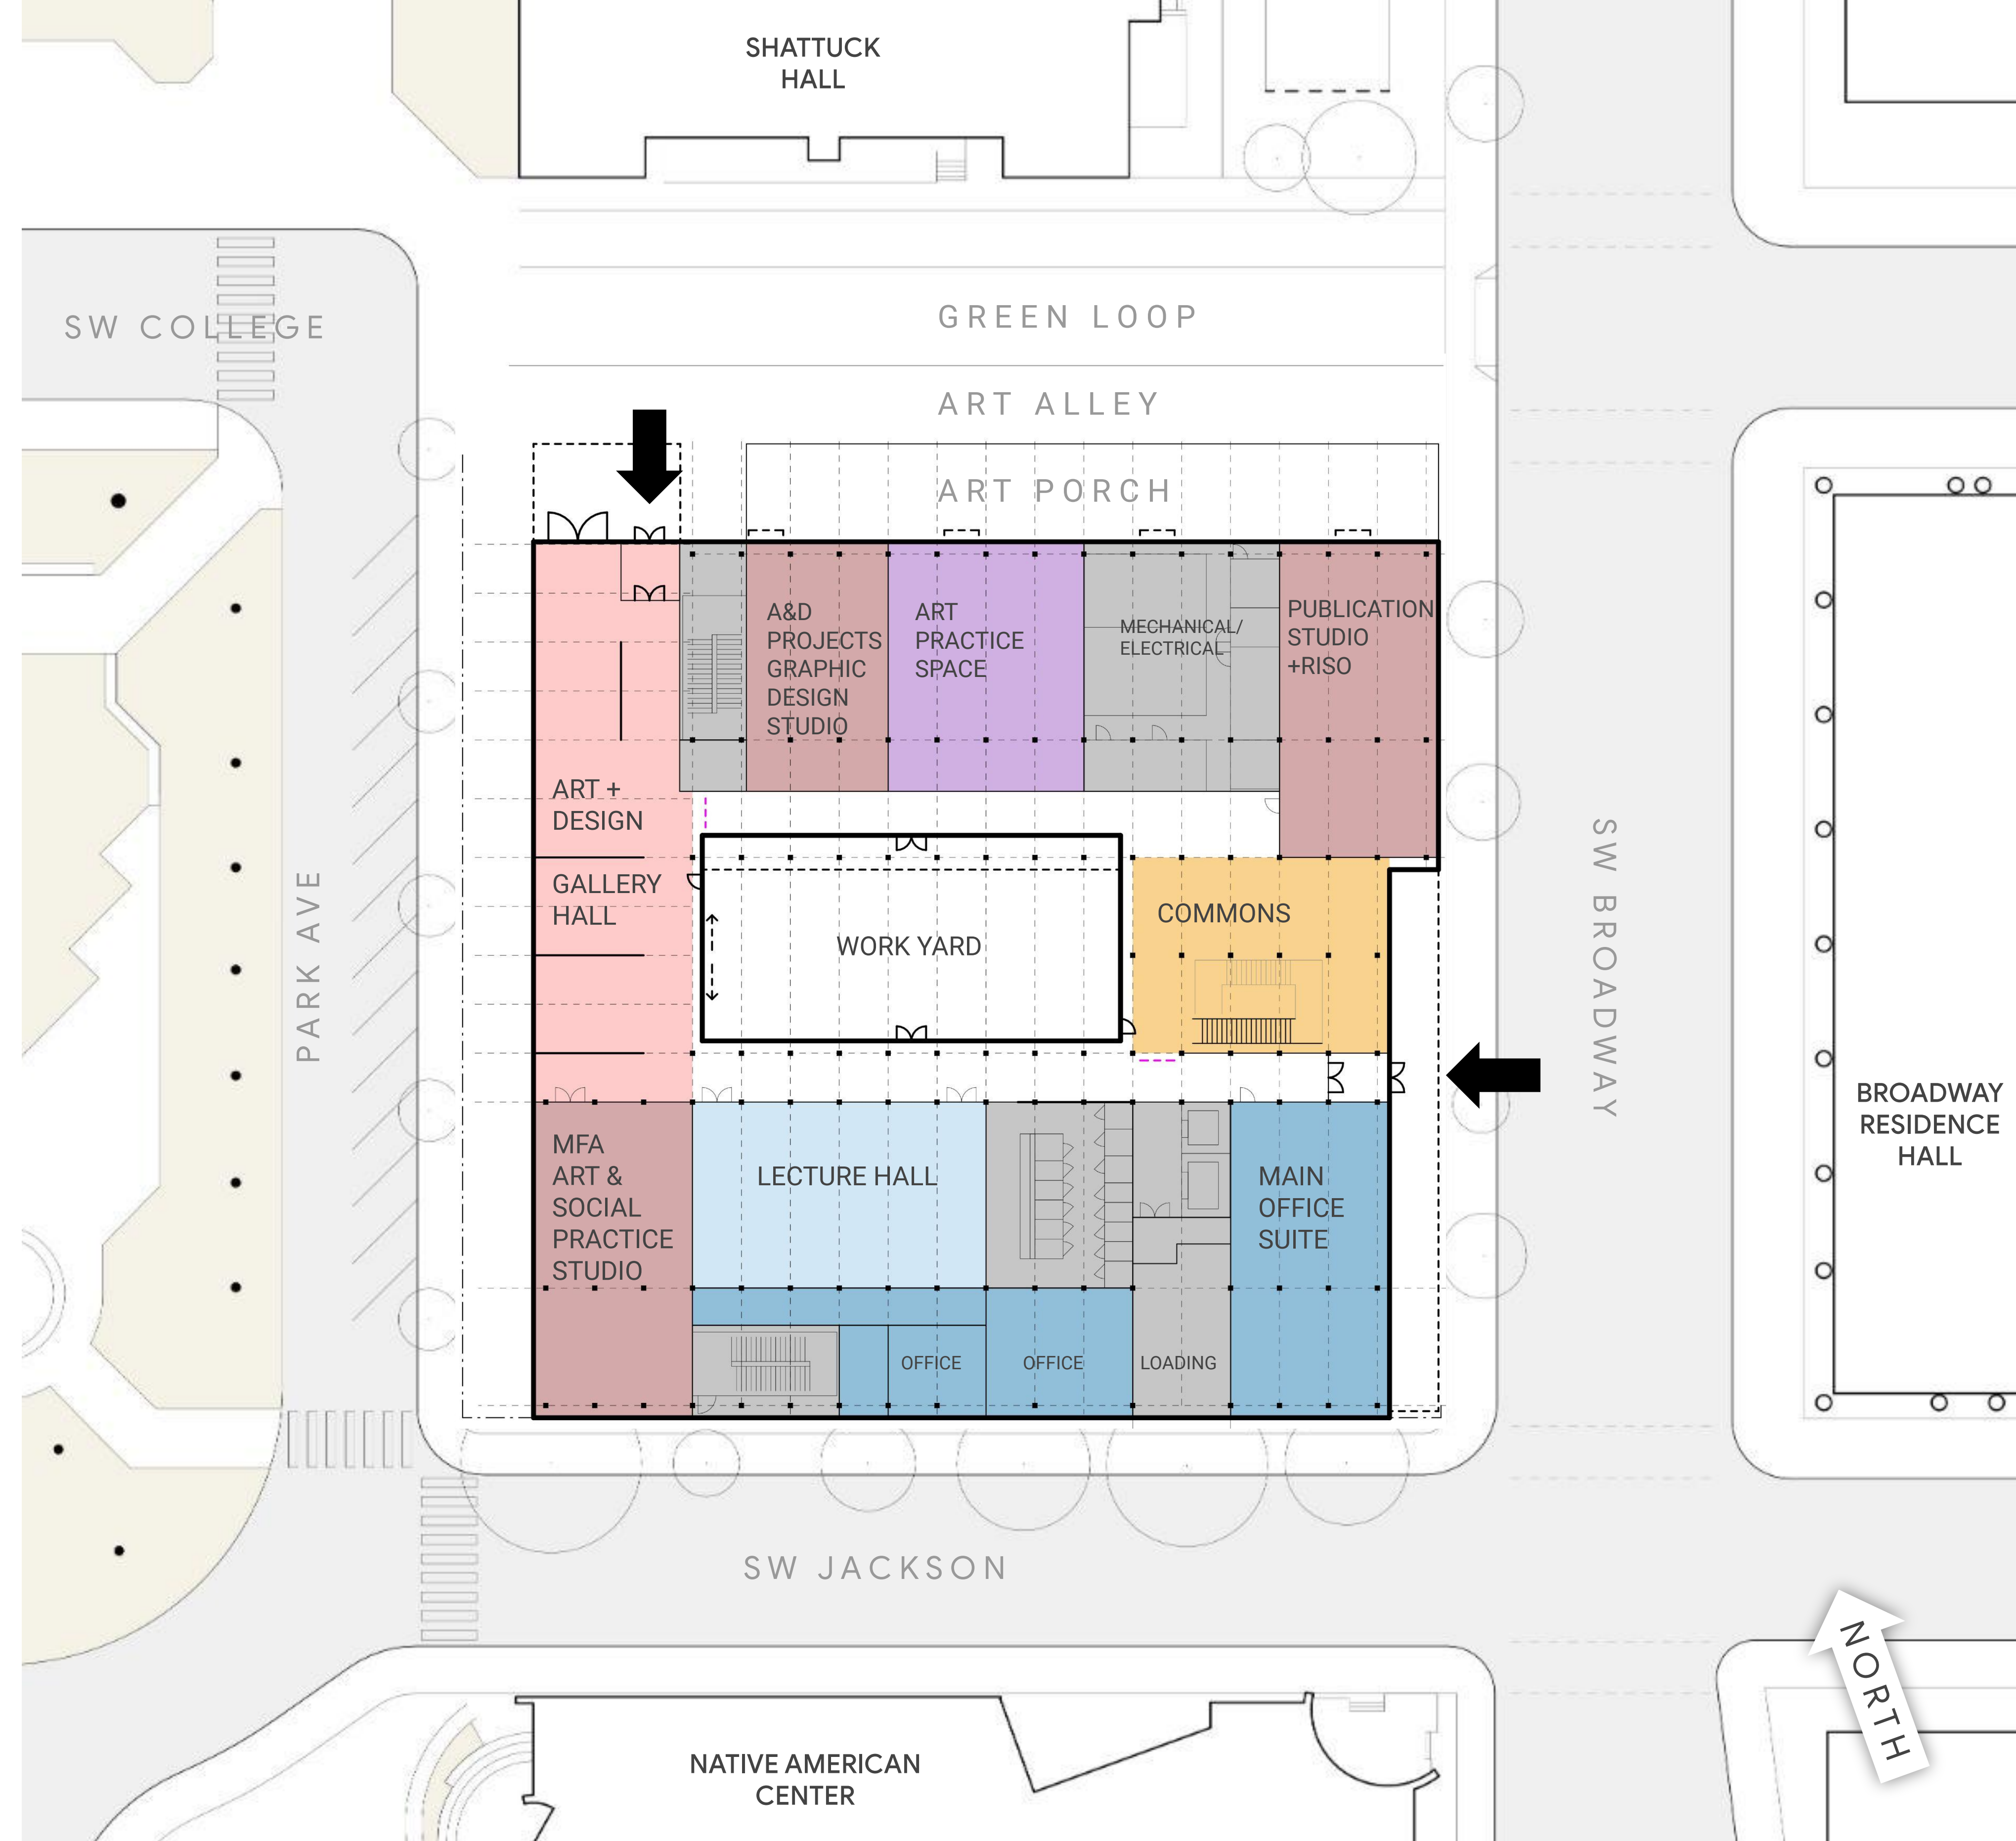 SHATTUCK
HALL
SW COLLEGE
GREEN LOOP
ART ALLEY
ART PORCH
A&D
PROJECTS
GRAPHIC
DESIGN
STUDIO
ART
PRACTICE
SPACE
MECHANICAL/
ELECTRICAL
PUBLICATION
STUDIO
+RISO
ART +
DESIGN
GALLERY
HALL
WORK YARD
COMMONS
PARK AVE
SW BROADWAY
BROADWAY
RESIDENCE
HALL
MFA
ART &
SOCIAL
PRACTICE
STUDIO
LECTURE HALL
MAIN
OFFICE
SUITE
OFFICE
OFFICE
LOADING
SW JACKSON
NORTH
NATIVE AMERICAN
CENTER